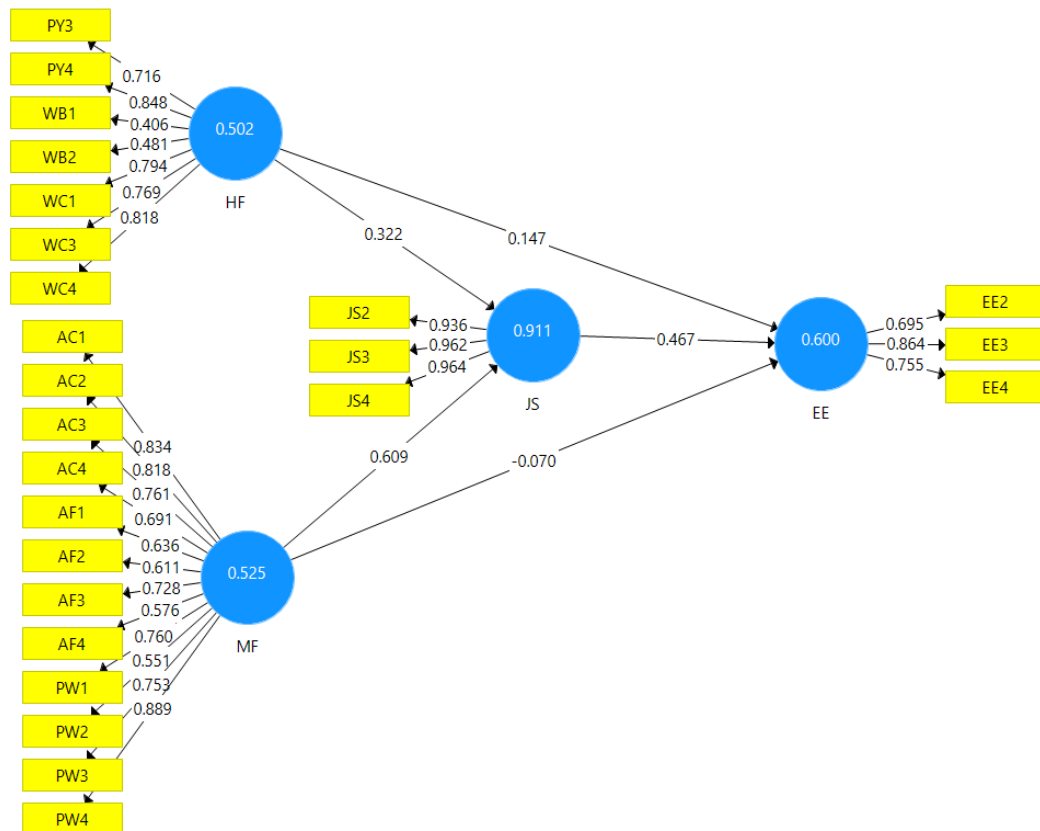 PY3
PY4
WB1
WB2
WC1
WC3
WC4
0.716
0.848
0.406
0.481
0.794
0.769
0.818
0.502
HF
0.322
0.147
AC1
AC2
AC3
AC4
AF1
AF2
AF3
AF4
PW1
PW2
PW3
PW4
0.834
0.818
0.761
0.691
0.636
0.611
0.728
0.576
0.760
0.551
0.753
0.889
0.525
MF
0.609
-0.070
JS2
JS3
JS4
0.936
0.962
0.964
0.911
JS
0.467
0.600
EE
0.695
0.864
0.755
EE2
EE3
EE4